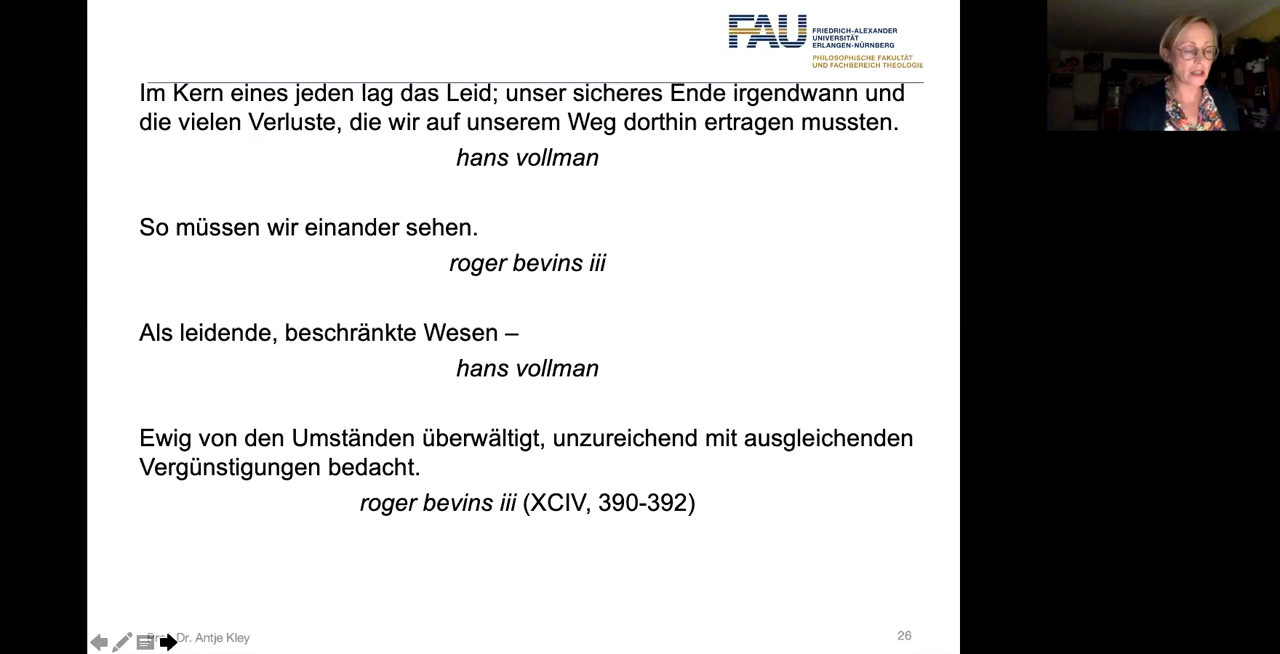 FAU
FRIEDRICH-ALEXANDER
UNIVERSITÄT
ERLANGEN-NÜRNBERG
PHILOSOPHISCHE FAKULTÄT
UND FACHBEREICH THEOLOGIE
Im Kern eines jeden lag das Leid; unser sicheres Ende irgendwann und
die vielen Verluste, die wir auf unserem Weg dorthin ertragen mussten.
hans vollman
So müssen wir einander sehen.
roger bevins iii
Als leidende, beschränkte Wesen –
hans vollman
Ewig von den Umständen überwältigt, unzureichend mit ausgleichenden
Vergünstigungen bedacht.
roger bevins iii (XCIV, 390-392)
Dr. Antje Kley
26